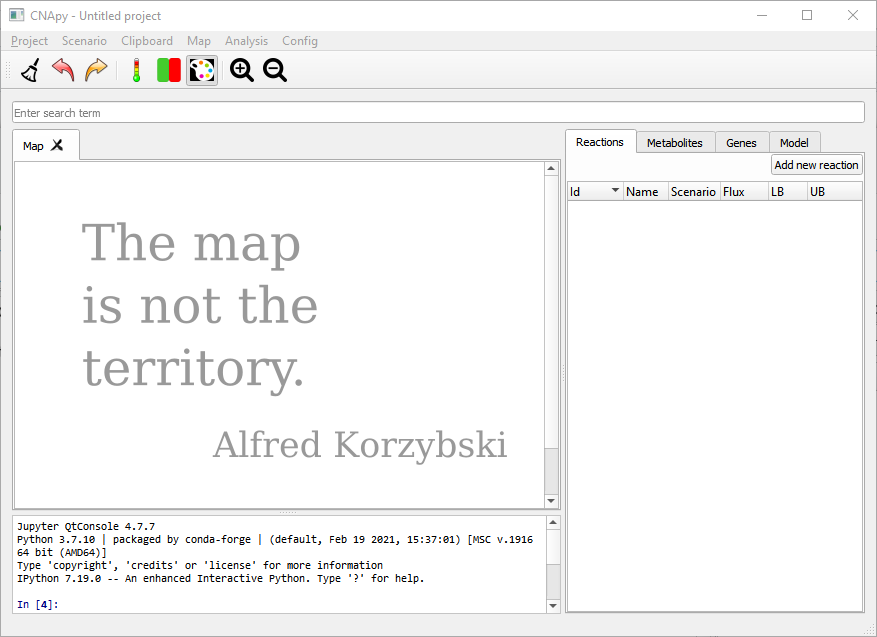 CNApy - Untitled project
Project Scenario Clipboard Map Analysis Config
Enter search term
Map
The map
is not the
territory.
Alfred Korzybski
Jupyter QtConsole 4.7.7
Python 3.7.10 | packaged by conda-forge | (default, Feb 19 2021, 15:37:01) [MSC v.1916
64 bit (AMD64)]
Type 'copyright', 'credits' or 'license' for more information
IPython 7.19.0 -- An enhanced Interactive Python. Type '?' for help.
In [4]:
Reactions Metabolites Genes Model
Add new reaction
Id Name Scenario Flux LB UB